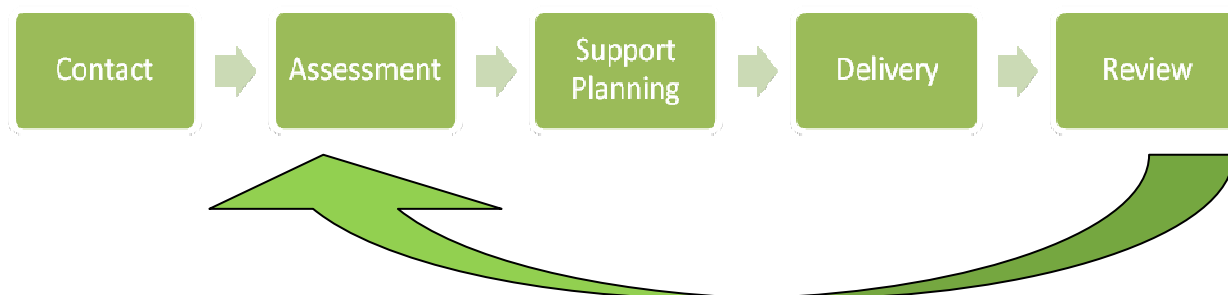 Contact
Assessment
Support
Planning
Delivery
Review